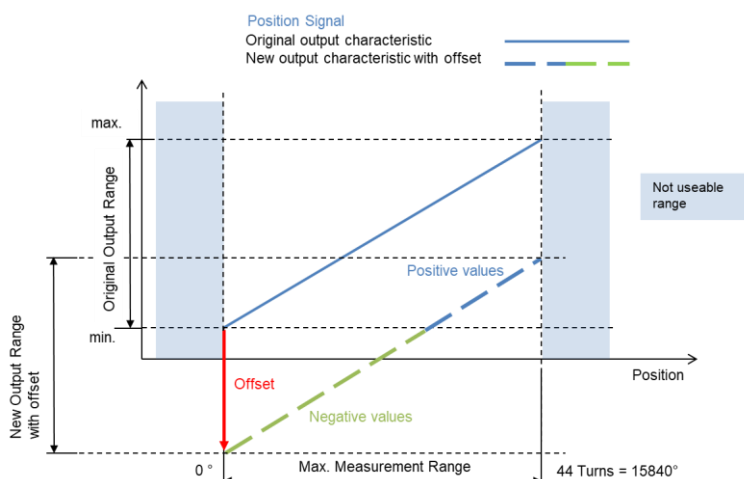 Position Signal
Original output characteristic
New output characteristic with offset
max.
Original Output Range
Not useable
range
Positive values
min.
New Output Range
with offset
Offset
Position
Negative values
0 °
Max. Measurement Range
44 Turns = 15840°